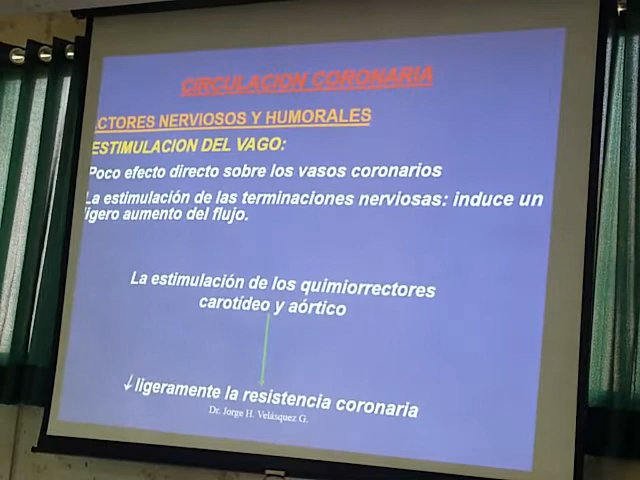 CIRCULACION CORONARIA
CTORES NERVIOSOS Y HUMORALES
ESTIMULACION DEL VAGO:
Poco efecto directo sobre los vasos coronarios
La estimulación de las terminaciones nerviosas: induce un
ligero aumento del flujo.
La estimulación de los quimiorrectores
carotídeo y aórtico
↓ ligeramente la resistencia coronaria
Dr. Jorge H. Velásquez G.